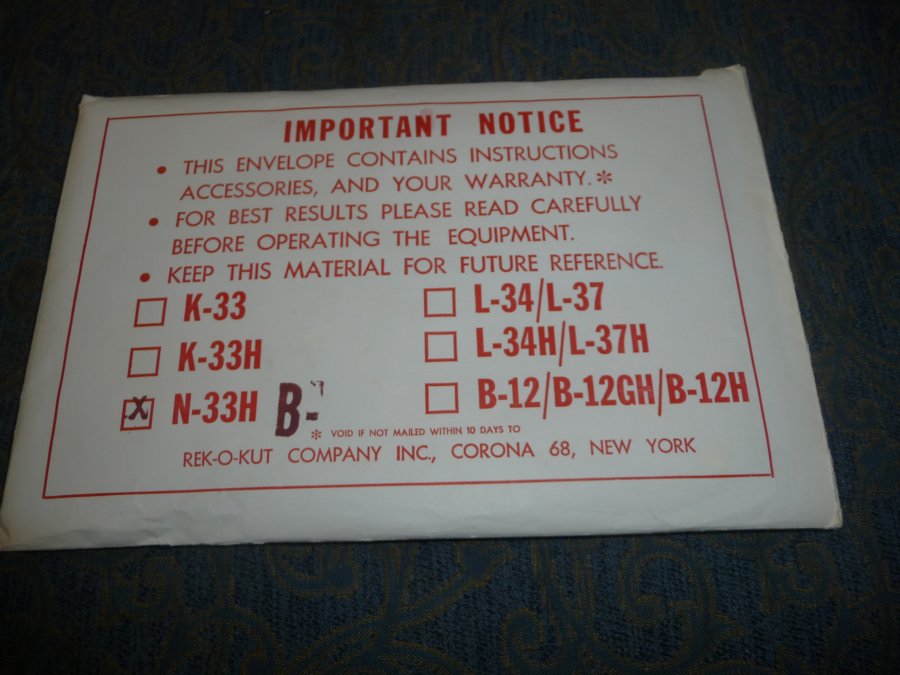 IMPORTANT NOTICE
• THIS ENVELOPE CONTAINS INSTRUCTIONS
ACCESSORIES, AND YOUR WARRANTY.*
• FOR BEST RESULTS PLEASE READ CAREFULLY
BEFORE OPERATING THE EQUIPMENT.
• KEEP THIS MATERIAL FOR FUTURE REFERENCE.
K-33
L-34/L-37
K-33H
L-34H/L-37H
X N-33H B-
B-12/B-12GH/B-12H
* VOID IF NOT MAILED WITHIN 10 DAYS TO
REK-O-KUT COMPANY INC., CORONA 68, NEW YORK